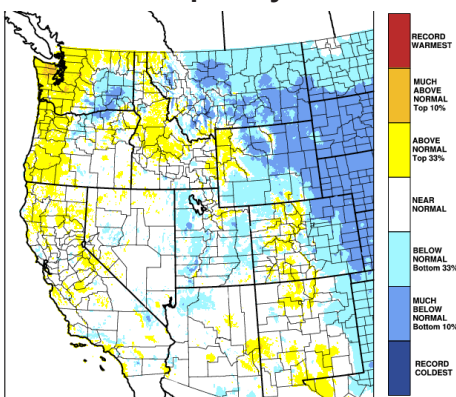 RECORD
WARMEST
MUCH
ABOVE
NORMAL
Top 10%
ABOVE
NORMAL
Top 33%
NEAR
NORMAL
BELOW
NORMAL
Bottom 33%
MUCH
BELOW
NORMAL
Bottom 10%
RECORD
COLDEST